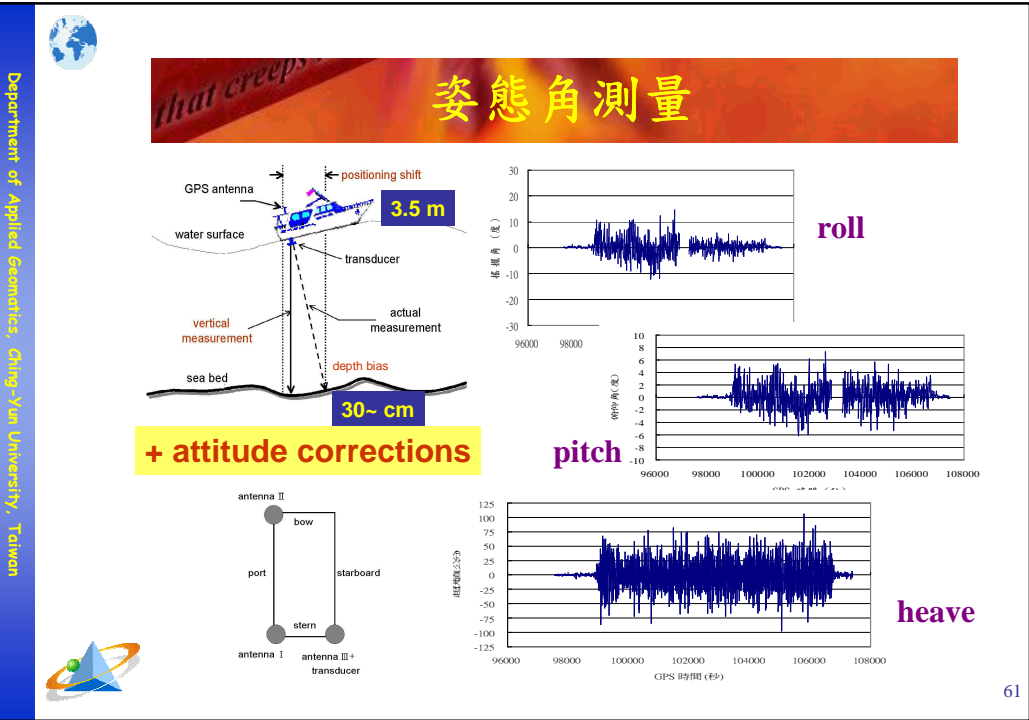 Department of Applied Geomatics, Ching-Yun University, Taiwan
that creeps
姿態角測量
positioning shift
GPS antenna
3.5 m
water surface
transducer
vertical
measurement
actual
measurement
depth bias
sea bed
30~ cm
+ attitude corrections
antenna II
bow
port
starboard
stern
antenna I
antenna III+
transducer
30
20
10
0
-10
-20
-30
96000 98000
roll
10
8
6
4
2
0
-2
-4
-6
-8
-10
俯仰角(度)
96000 98000 100000 102000 104000 106000 108000
pitch
125
100
75
50
25
0
-25
-50
-75
-100
-125
96000 98000 100000 102000 104000 106000 108000
GPS 時間(秒)
heave
61